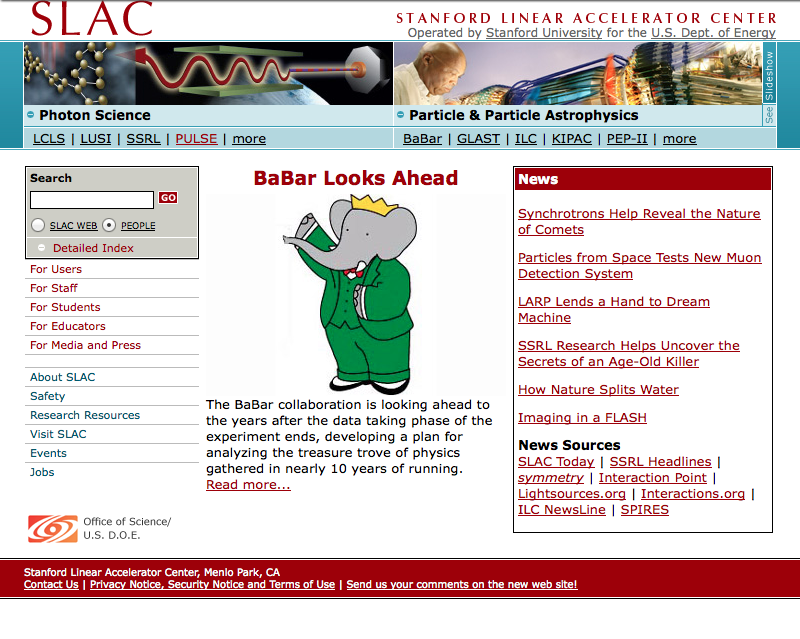 SLAC
STANFORD LINEAR ACCELERATOR CENTER
Operated by Stanford University for the U.S. Dept. of Energy
See Slideshow
Photon Science
LCLS | LUSI | SSRL | PULSE | more
Particle & Particle Astrophysics
BaBar | GLAST | ILC | KIPAC | PEP-II | more
Search
GO
SLAC WEB PEOPLE
Detailed Index
For Users
For Staff
For Students
For Educators
For Media and Press
About SLAC
Safety
Research Resources
Visit SLAC
Events
Jobs
Office of Science/
U.S. D.O.E.
BaBar Looks Ahead
The BaBar collaboration is looking ahead to
the years after the data taking phase of the
experiment ends, developing a plan for
analyzing the treasure trove of physics
gathered in nearly 10 years of running.
Read more...
News
Synchrotrons Help Reveal the Nature
of Comets
Particles from Space Tests New Muon
Detection System
LARP Lends a Hand to Dream
Machine
SSRL Research Helps Uncover the
Secrets of an Age-Old Killer
How Nature Splits Water
Imaging in a FLASH
News Sources
SLAC Today | SSRL Headlines |
symmetry | Interaction Point |
Lightsources.org | Interactions.org |
ILC NewsLine | SPIRES
Stanford Linear Accelerator Center, Menlo Park, CA
Contact Us | Privacy Notice, Security Notice and Terms of Use | Send us your comments on the new web site!